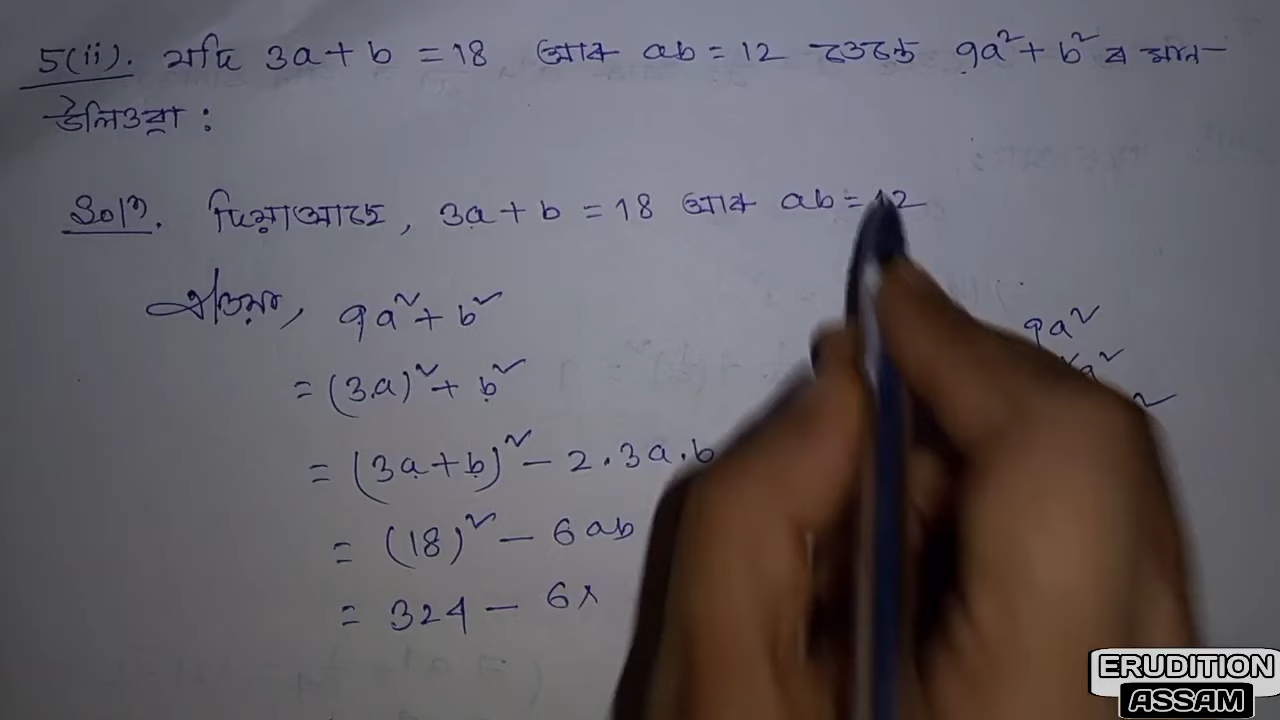 5(ii). যদি 3a + b = 18 আৰু ab = 12 তেন্তে 9a² + b² ৰ মান
উলিওৱা :
Solⁿ. দিয়া আছে, 3a + b = 18 আৰু ab = 12
এতিয়া, 9a² + b²
9a²
= (3a)² + b²
= (3a + b)² − 2 . 3a . b
= (18)² − 6ab
= 324 − 6×
ERUDITION
ASSAM